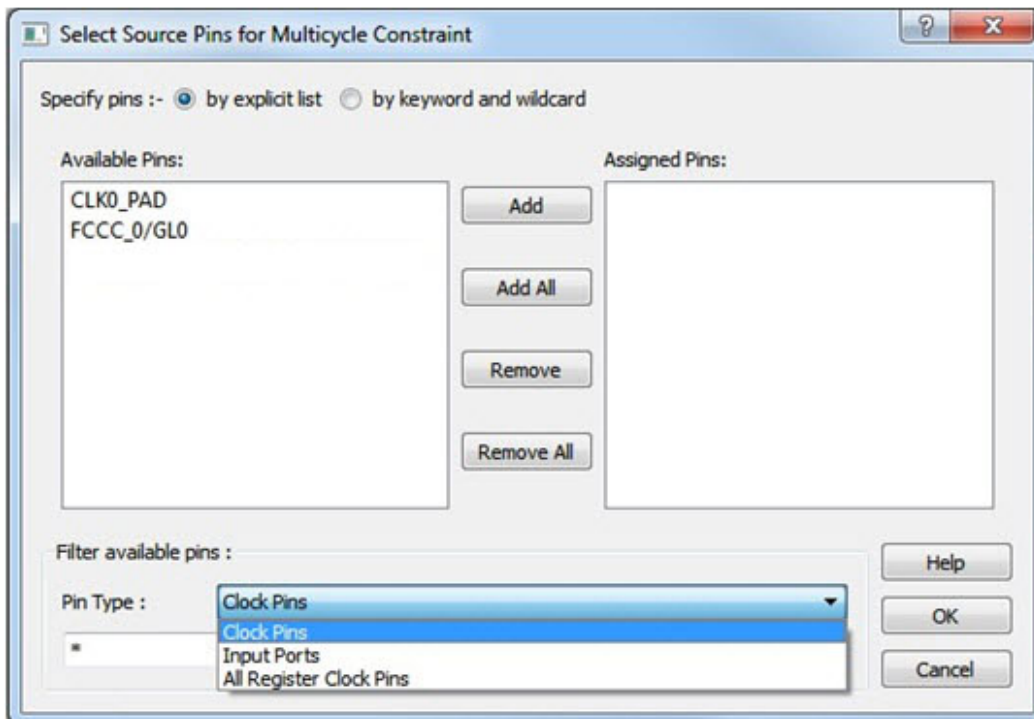 Select Source Pins for Multicycle Constraint
Specify pins :- by explicit list by keyword and wildcard
Available Pins:
Assigned Pins:
CLK0_PAD
FCCC_0/GL0
Add
Add All
Remove
Remove All
Filter available pins :
Pin Type :
Clock Pins
Clock Pins
Input Ports
All Register Clock Pins
*
Help
OK
Cancel